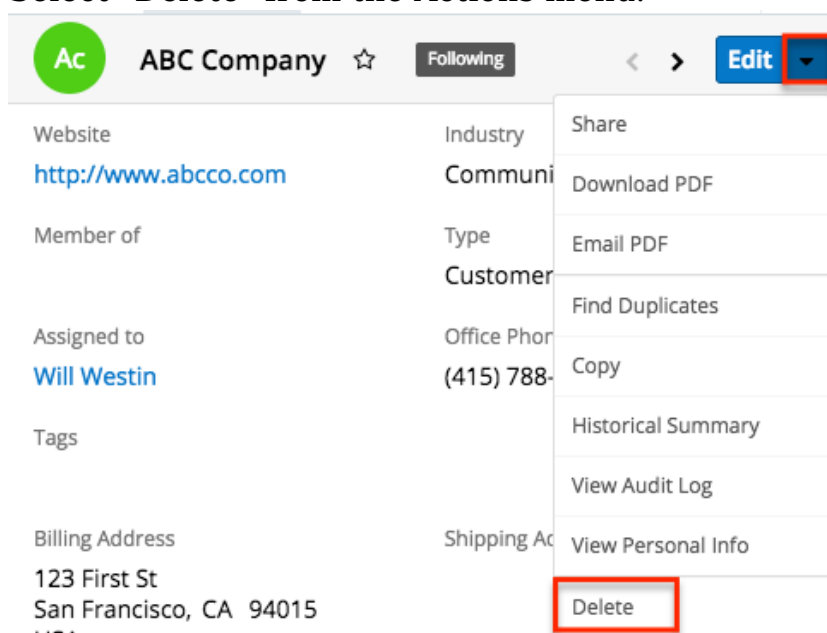 Ac ABC Company Following Edit
Website Industry Share
http://www.abcco.com Download PDF
Member of Type Email PDF
Customer
Find Duplicates
Assigned to Office
Will Westin (415) 788- Copy
Tags Historical Summary
View Audit Log
Billing Address Shipping View Personal Info
123 First St
San Francisco, CA 94015 Delete